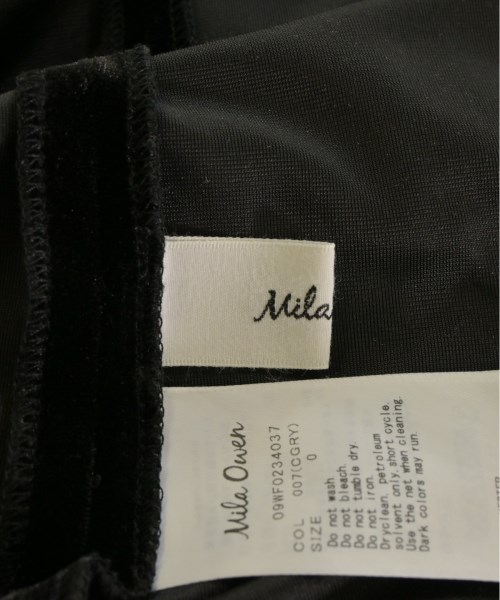 Mila
Mila Owen
09WF0234037
COL 007(CGRY)
SIZE 0
Do not wash.
Do not bleach.
Do not tumble dry.
Do not iron.
Dryclean. petroleum
solvent only.short cycle.
Use the net when cleaning.
Dark colors may run.